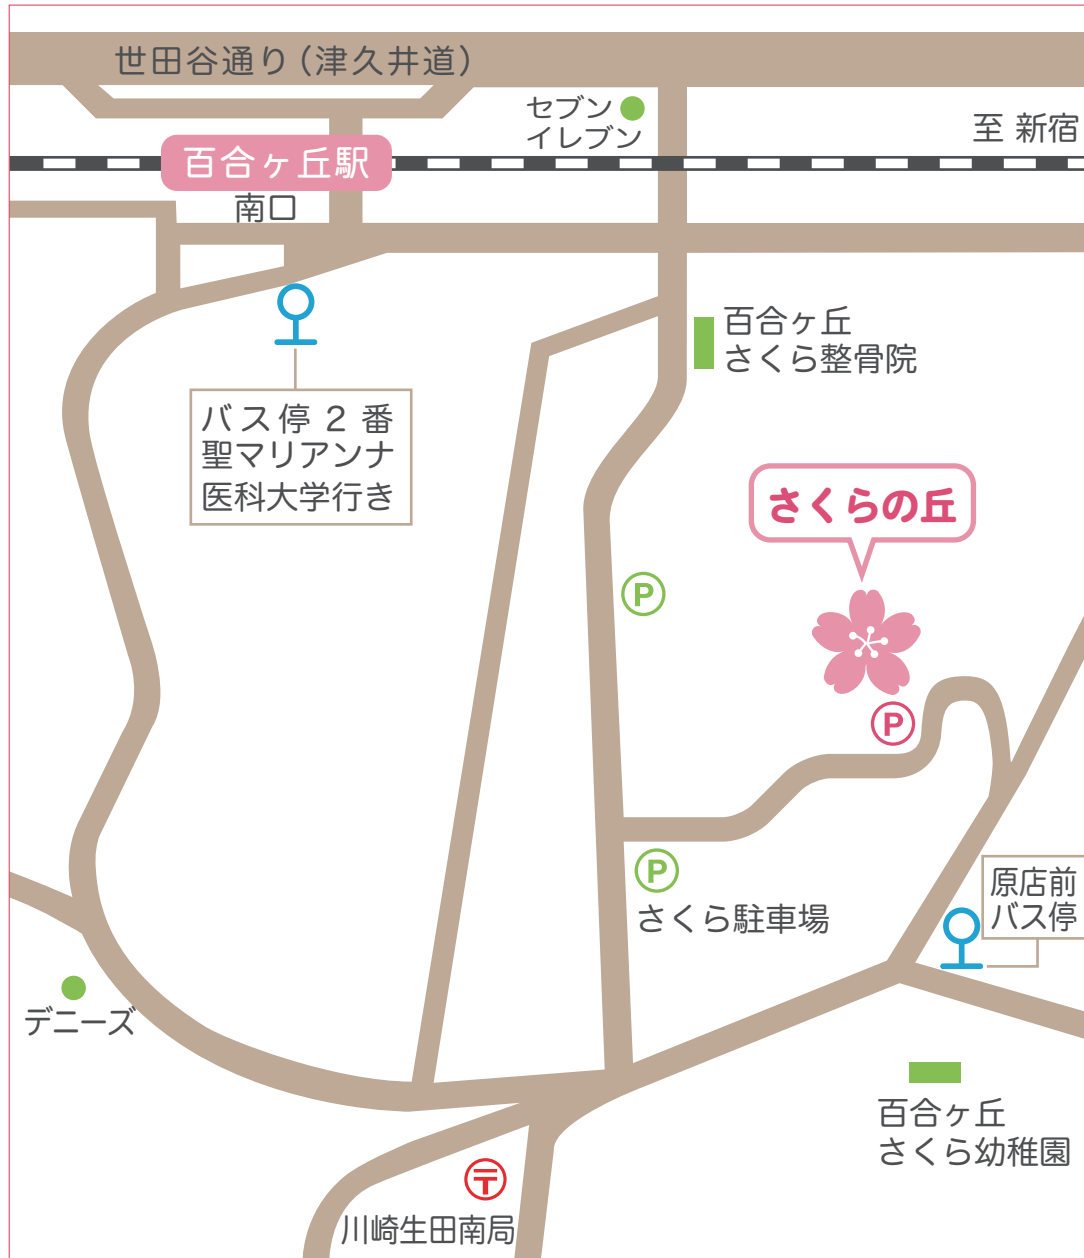 世田谷通り(津久井道)
セブン
イレブン
至 新宿
百合ヶ丘駅
南口
百合ヶ丘
さくら整骨院
バス停 2 番
聖マリアンナ
医科大学行き
さくらの丘
P
P
P
さくら駐車場
原店前
バス停
デニーズ
百合ヶ丘
さくら幼稚園
〒
川崎生田南局